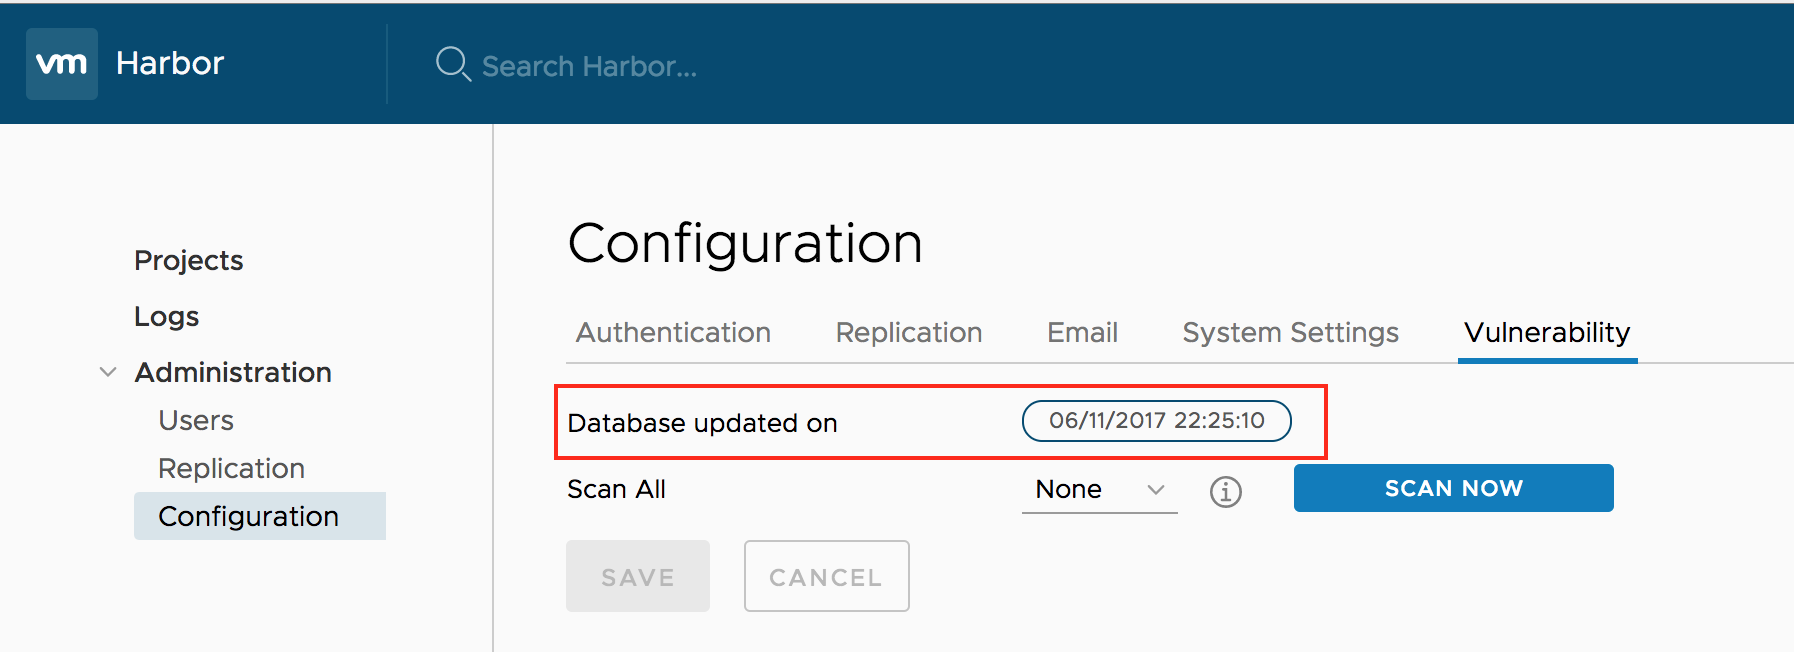 vm Harbor Search Harbor...
Projects
Logs
Administration
Users
Replication
Configuration
Configuration
Authentication Replication Email System Settings Vulnerability
Database updated on 06/11/2017 22:25:10
Scan All None SCAN NOW
SAVE CANCEL